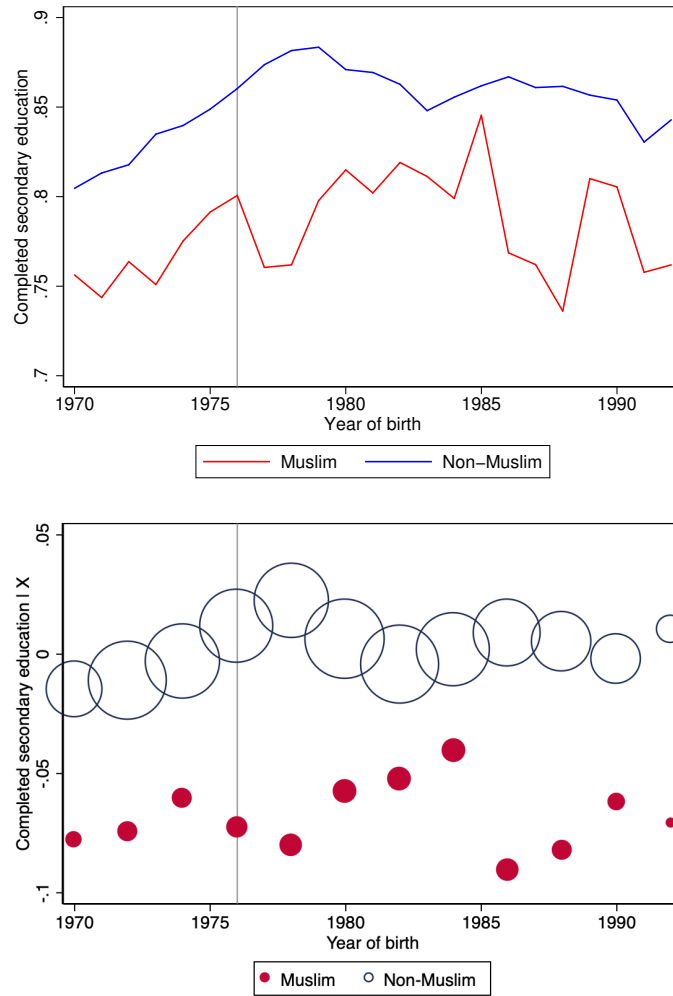 Completed secondary education
.9
.85
.8
.75
.7
1970 1975 1980 1985 1990
Year of birth
Muslim Non−Muslim
Completed secondary education | X
.05
0
-.05
-.1
1970 1975 1980 1985 1990
Year of birth
Muslim Non-Muslim